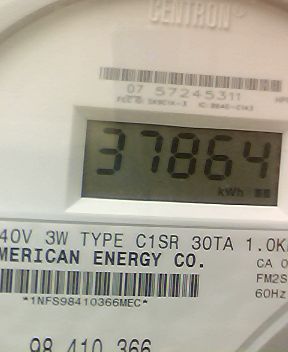 CENTRON
07 57245311
37864
kWh
40V 3W TYPE C1SR 30TA 1.0K
MERICAN ENERGY CO.
CA 0
FM2S
60Hz
*1NFS98410366MEC*
98 410 366